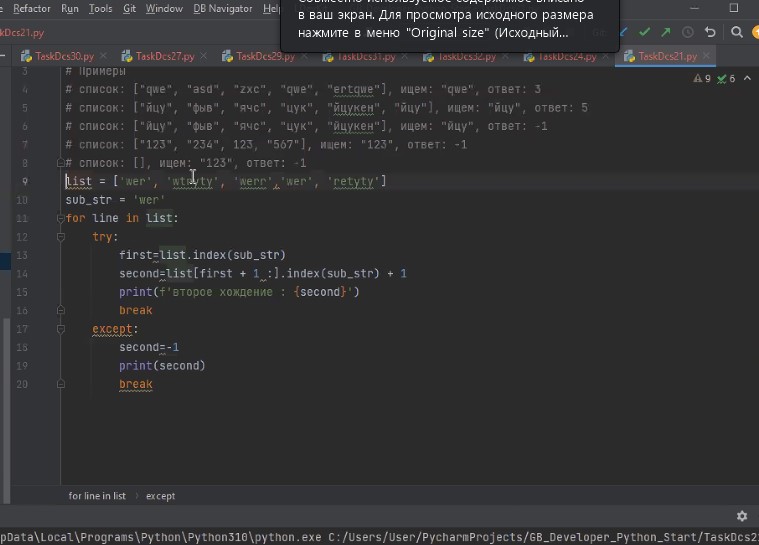 Совместно используемое содержимое вписано
в ваш экран. Для просмотра исходного размера
нажмите в меню "Original size" (Исходный...
Refactor Run Tools Git Window DB Navigator Help
Dcs21.py
TaskDcs30.py TaskDcs27.py TaskDcs29.py TaskDcs31.py TaskDcs32.py TaskDcs24.py TaskDcs21.py
3 # Примеры
4 # список: ["qwe", "asd", "zxc", "qwe", "ertqwe"], ищем: "qwe", ответ: 3
5 # список: ["йцу", "фыв", "ячс", "цук", "йцукен", "йцу"], ищем: "йцу", ответ: 5
6 # список: ["йцу", "фыв", "ячс", "цук", "йцукен"], ищем: "йцу", ответ: -1
7 # список: ["123", "234", 123, "567"], ищем: "123", ответ: -1
8 # список: [], ищем: "123", ответ: -1
9 list = ['wer', 'wtryty', 'werr','wer', 'retyty']
10 sub_str = 'wer'
11 for line in list:
12 try:
13 first=list.index(sub_str)
14 second=list[first + 1 :].index(sub_str) + 1
15 print(f'второе хождение : {second}')
16 break
17 except:
18 second=-1
19 print(second)
20 break
9 6
for line in list › except
pData\Local\Programs\Python\Python310\python.exe C:/Users/User/PycharmProjects/GB_Developer_Python_Start/TaskDcs2